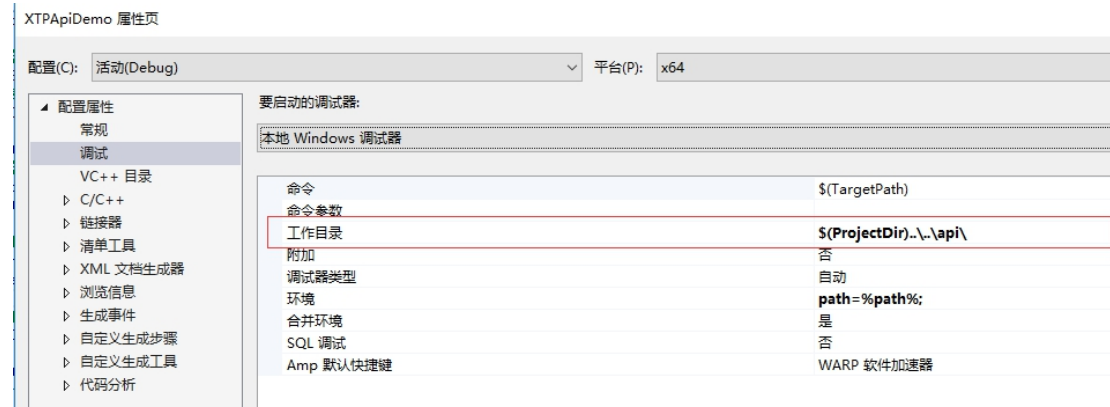 XTPApiDemo 属性页
配置(C): 活动(Debug) 平台(P): x64
配置属性
常规
调试
VC++ 目录
C/C++
链接器
清单工具
XML 文档生成器
浏览信息
生成事件
自定义生成步骤
自定义生成工具
代码分析
要启动的调试器:
本地 Windows 调试器
命令 $(TargetPath)
命令参数
工作目录 $(ProjectDir)..\..\api\
附加 否
调试器类型 自动
环境 path=%path%;
合并环境 是
SQL 调试 否
Amp 默认快捷键 WARP 软件加速器